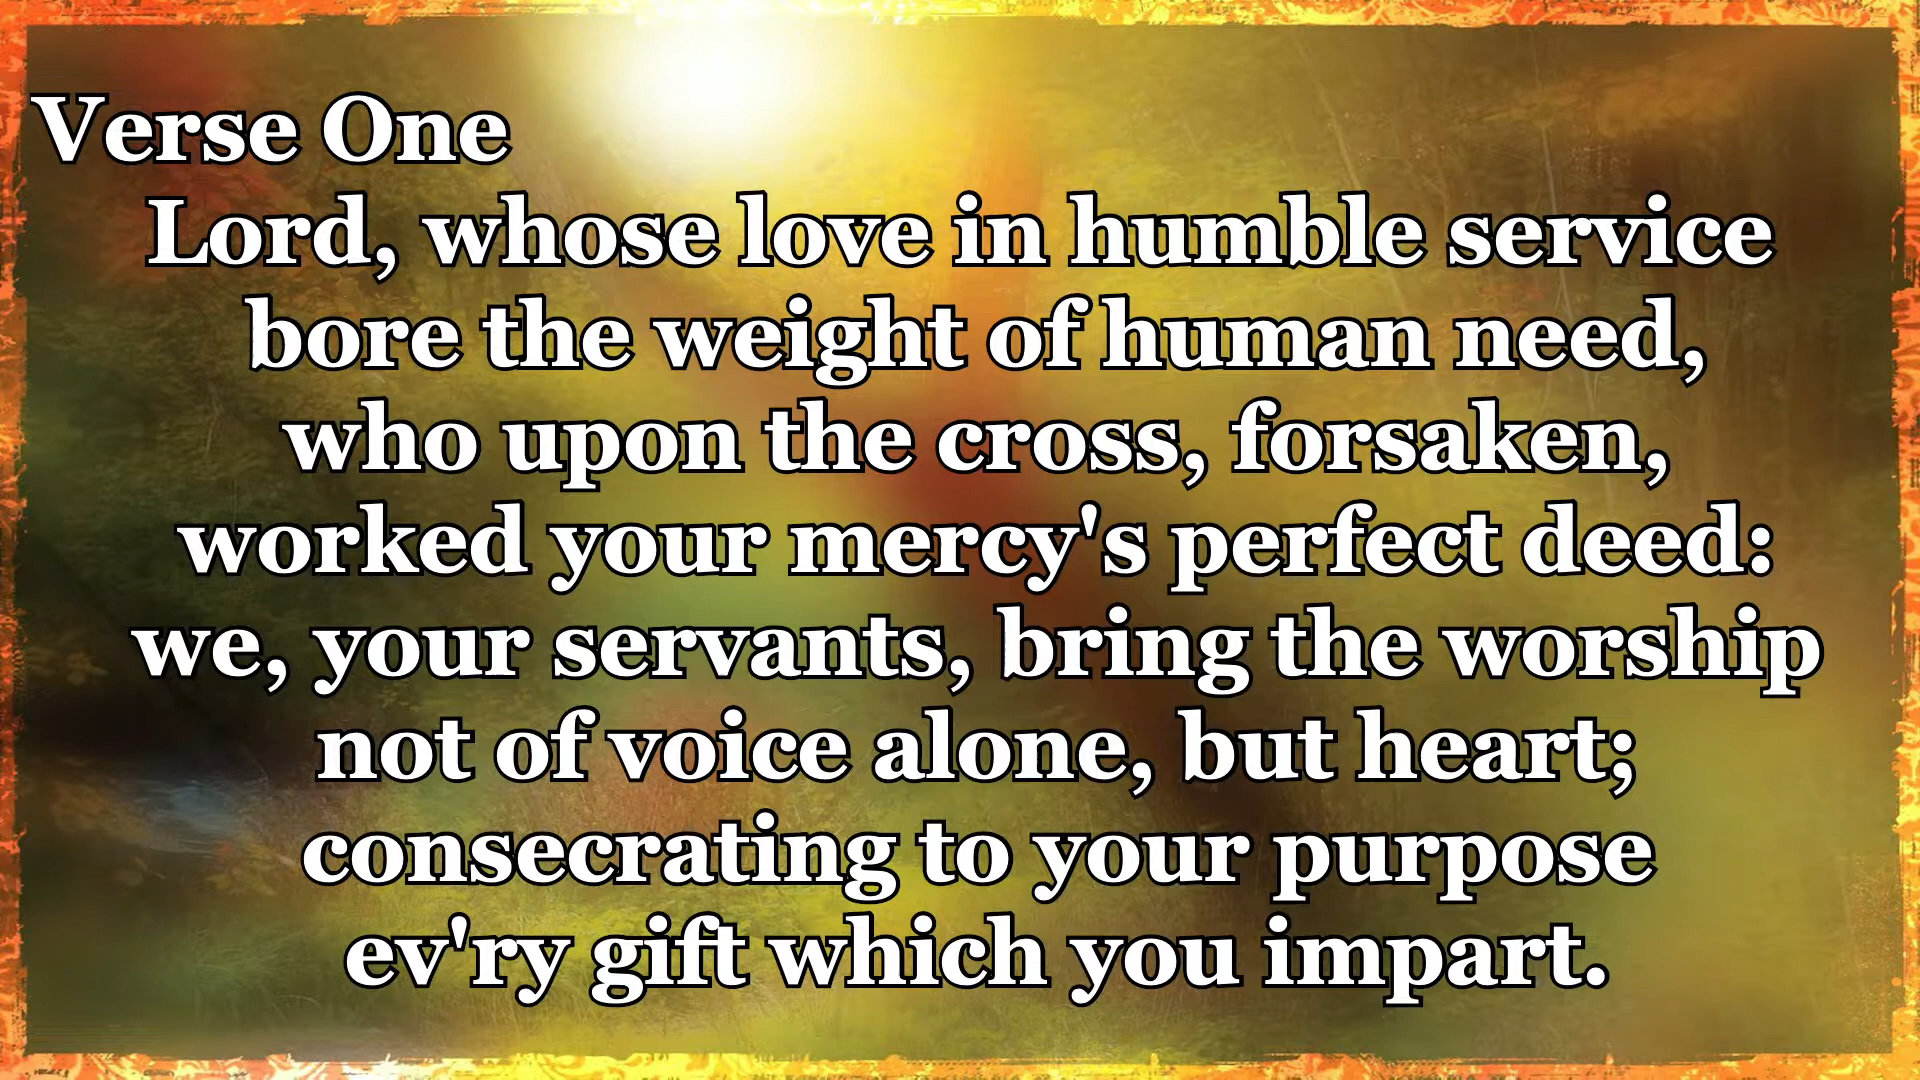 Verse One
Lord, whose love in humble service
bore the weight of human need,
who upon the cross, forsaken,
worked your mercy's perfect deed:
we, your servants, bring the worship
not of voice alone, but heart;
consecrating to your purpose
ev'ry gift which you impart.